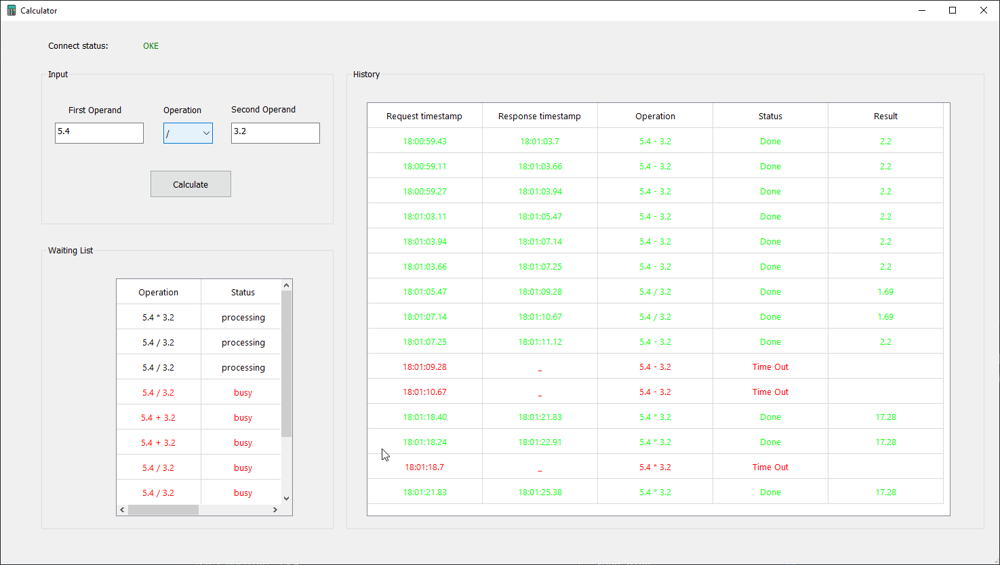 Calculator
Connect status: OKE
Input
First Operand Operation Second Operand
5.4 / 3.2
Calculate
Waiting List
Operation Status
5.4 * 3.2 processing
5.4 / 3.2 processing
5.4 / 3.2 processing
5.4 / 3.2 busy
5.4 + 3.2 busy
5.4 + 3.2 busy
5.4 / 3.2 busy
5.4 / 3.2 busy
History
Request timestamp Response timestamp Operation Status Result
18:00:59.43 18:01:03.7 5.4 - 3.2 Done 2.2
18:00:59.11 18:01:03.66 5.4 - 3.2 Done 2.2
18:00:59.27 18:01:03.94 5.4 - 3.2 Done 2.2
18:01:03.11 18:01:05.47 5.4 - 3.2 Done 2.2
18:01:03.94 18:01:07.14 5.4 - 3.2 Done 2.2
18:01:03.66 18:01:07.25 5.4 - 3.2 Done 2.2
18:01:05.47 18:01:09.28 5.4 / 3.2 Done 1.69
18:01:07.14 18:01:10.67 5.4 / 3.2 Done 1.69
18:01:07.25 18:01:11.12 5.4 - 3.2 Done 2.2
18:01:09.28 _ 5.4 - 3.2 Time Out
18:01:10.67 _ 5.4 - 3.2 Time Out
18:01:18.40 18:01:21.83 5.4 * 3.2 Done 17.28
18:01:18.24 18:01:22.91 5.4 * 3.2 Done 17.28
18:01:18.7 _ 5.4 * 3.2 Time Out
18:01:21.83 18:01:25.38 5.4 * 3.2 Done 17.28